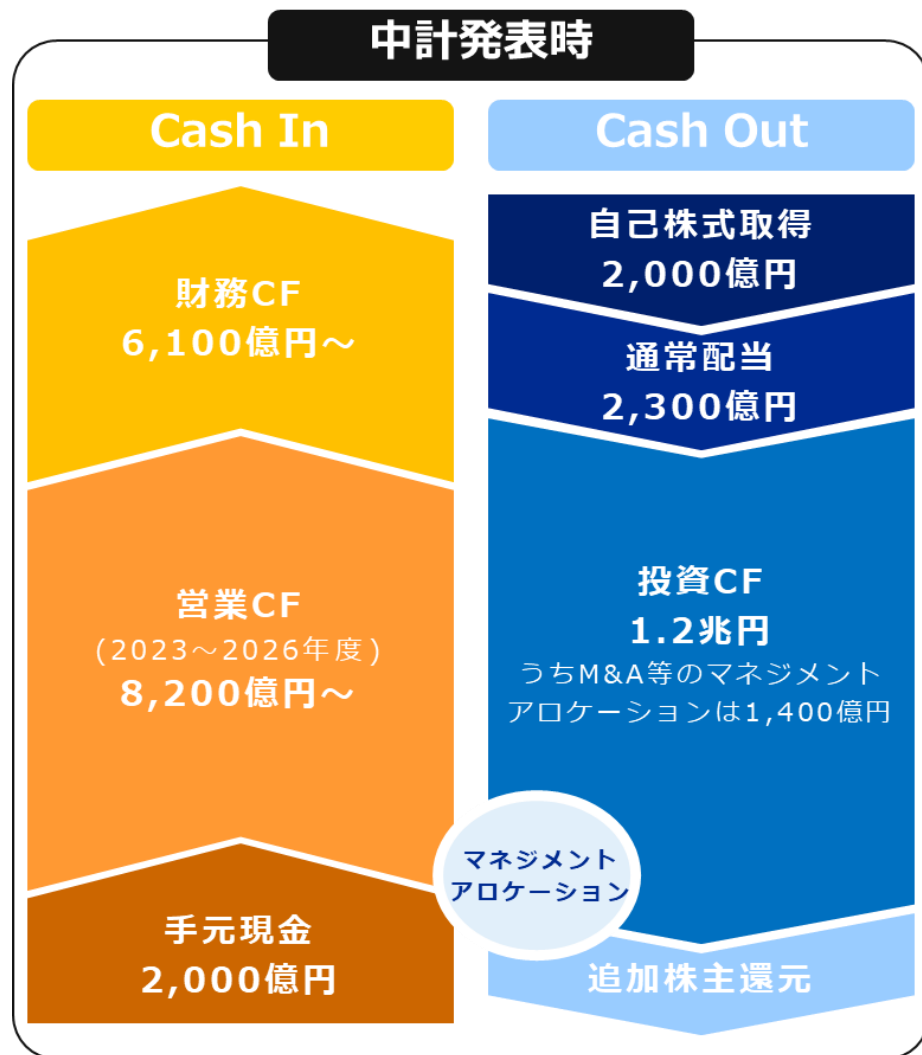 中計発表時
Cash In
財務CF
6,100億円～
営業CF
(2023～2026年度)
8,200億円～
手元現金
2,000億円
Cash Out
自己株式取得
2,000億円
通常配当
2,300億円
投資CF
1.2兆円
うちM&A等のマネジメント
アロケーションは1,400億円
マネジメント
アロケーション
追加株主還元